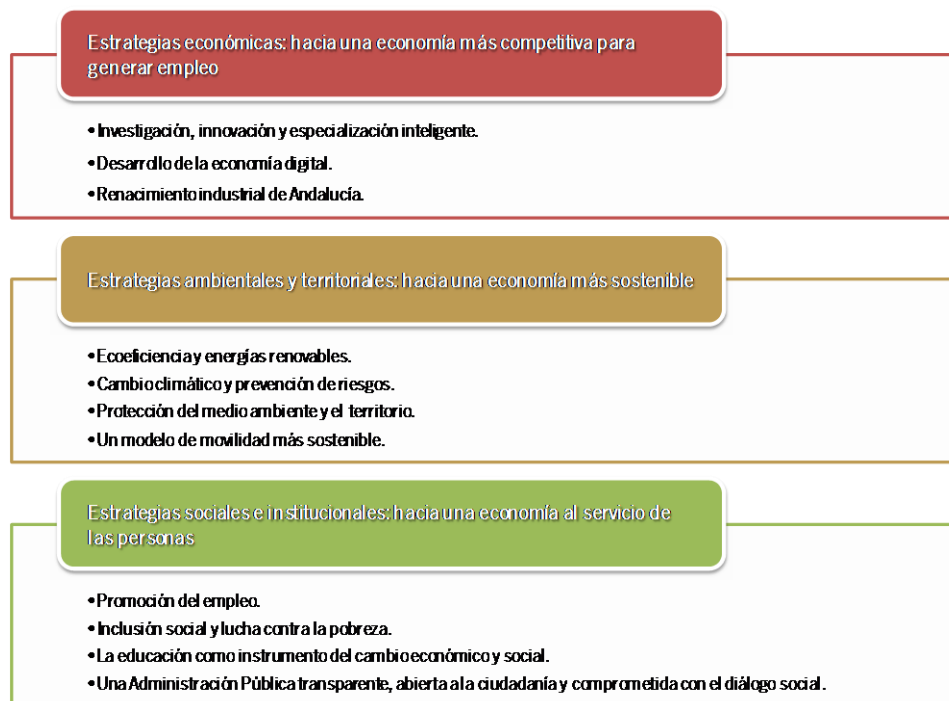 Estrategias económicas: hacia una economía más competitiva para
generar empleo
• Investigación, innovación y especialización inteligente.
• Desarrollo de la economía digital.
• Renacimiento industrial de Andalucía.
Estrategias ambientales y territoriales: hacia una economía más sostenible
• Ecoeficiencia y energías renovables.
• Cambio climático y prevención de riesgos.
• Protección del medio ambiente y el territorio.
• Un modelo de movilidad más sostenible.
Estrategias sociales e institucionales: hacia una economía al servicio de
las personas
• Promoción del empleo.
• Inclusión social y lucha contra la pobreza.
• La educación como instrumento del cambio económico y social.
• Una Administración Pública transparente, abierta a la ciudadanía y comprometida con el diálogo social.